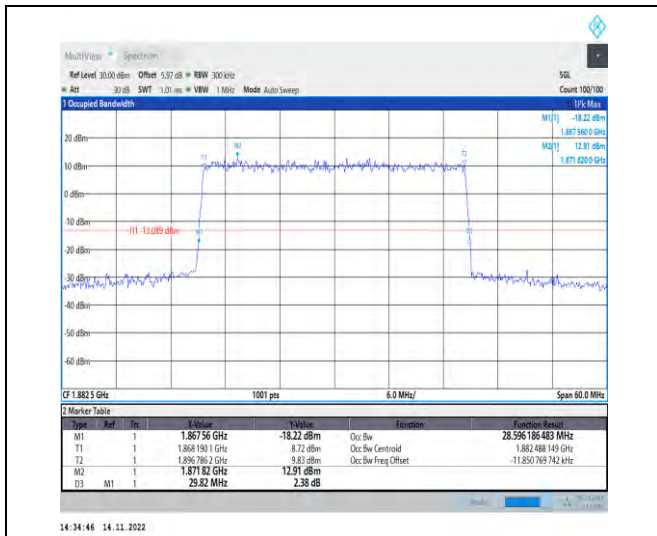 MultiView Spectrum
Ref Level 30.00 dBm Offset 5.97 dB RBW 300 kHz SGL
Att 30 dB SWT 1.01 ms VBW 1 MHz Mode Auto Sweep Count 100/100
1 Occupied Bandwidth 1Pk Max
M1[1] -18.22 dBm
1.867 560 0 GHz
M2[1] 12.91 dBm
1.871 820 0 GHz
20 dBm
M2
T1
T2
10 dBm
0 dBm
-10 dBm
H1 -13.089 dBm
M1
D3
-20 dBm
-30 dBm
-40 dBm
-50 dBm
-60 dBm
CF 1.882 5 GHz 1001 pts 6.0 MHz/ Span 60.0 MHz
2 Marker Table
Type Ref Trc X-Value Y-Value Function Function Result
M1 1 1.867 56 GHz -18.22 dBm Occ Bw 28.596 186 483 MHz
T1 1 1.868 190 1 GHz 8.72 dBm Occ Bw Centroid 1.882 488 149 GHz
T2 1 1.896 786 2 GHz 9.83 dBm Occ Bw Freq Offset -11.850 769 742 kHz
M2 1 1.871 82 GHz 12.91 dBm
D3 M1 1 29.82 MHz 2.38 dB
Ready
14:34:46 14.11.2022